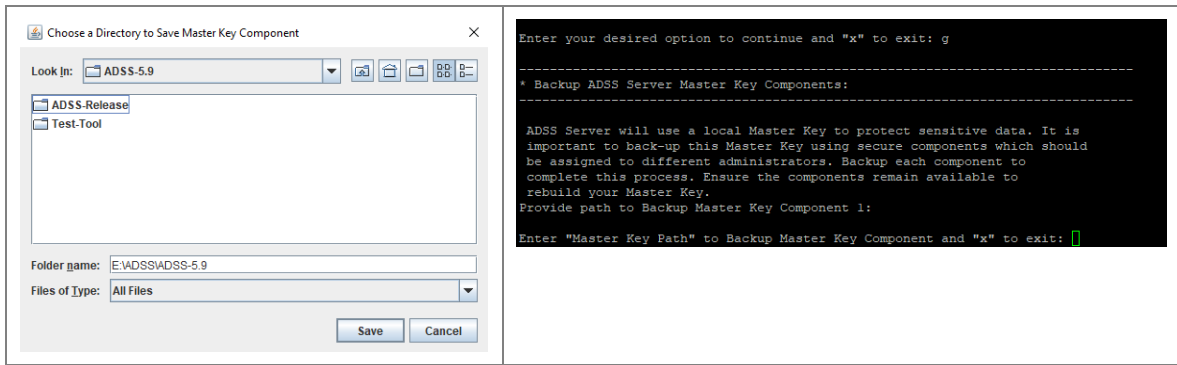 Choose a Directory to Save Master Key Component
Look In: ADSS-5.9
ADSS-Release
Test-Tool
Folder name: E:\ADSS\ADSS-5.9
Files of Type: All Files
Save Cancel
Enter your desired option to continue and "x" to exit: g
--------------------------------------------------------------------------------
* Backup ADSS Server Master Key Components:
--------------------------------------------------------------------------------
ADSS Server will use a local Master Key to protect sensitive data. It is
important to back-up this Master Key using secure components which should
be assigned to different administrators. Backup each component to
complete this process. Ensure the components remain available to
rebuild your Master Key.
Provide path to Backup Master Key Component 1:
Enter "Master Key Path" to Backup Master Key Component and "x" to exit: